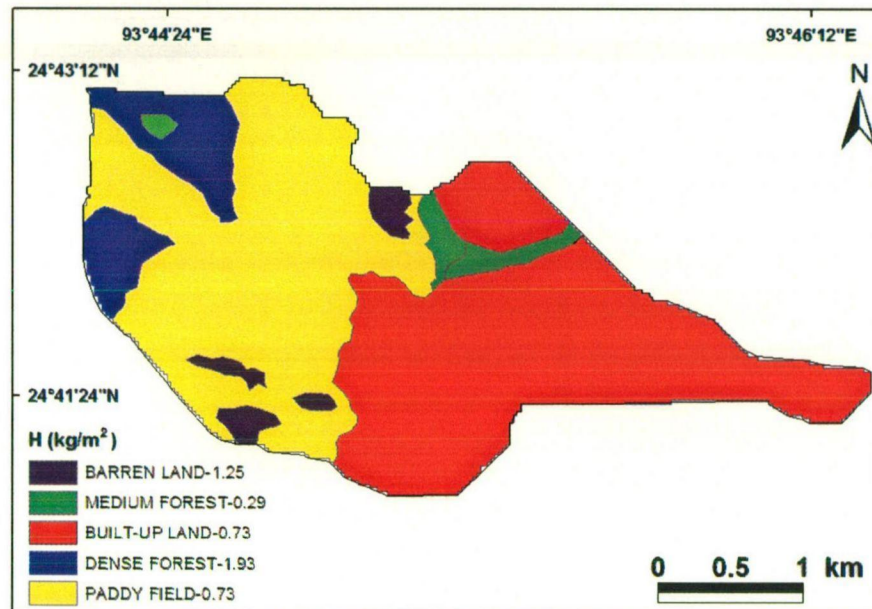 93°44'24"E 93°46'12"E
24°43'12"N
N
24°41'24"N
H (kg/m²)
BARREN LAND-1.25
MEDIUM FOREST-0.29
BUILT-UP LAND-0.73
DENSE FOREST-1.93
PADDY FIELD-0.73
0 0.5 1 km